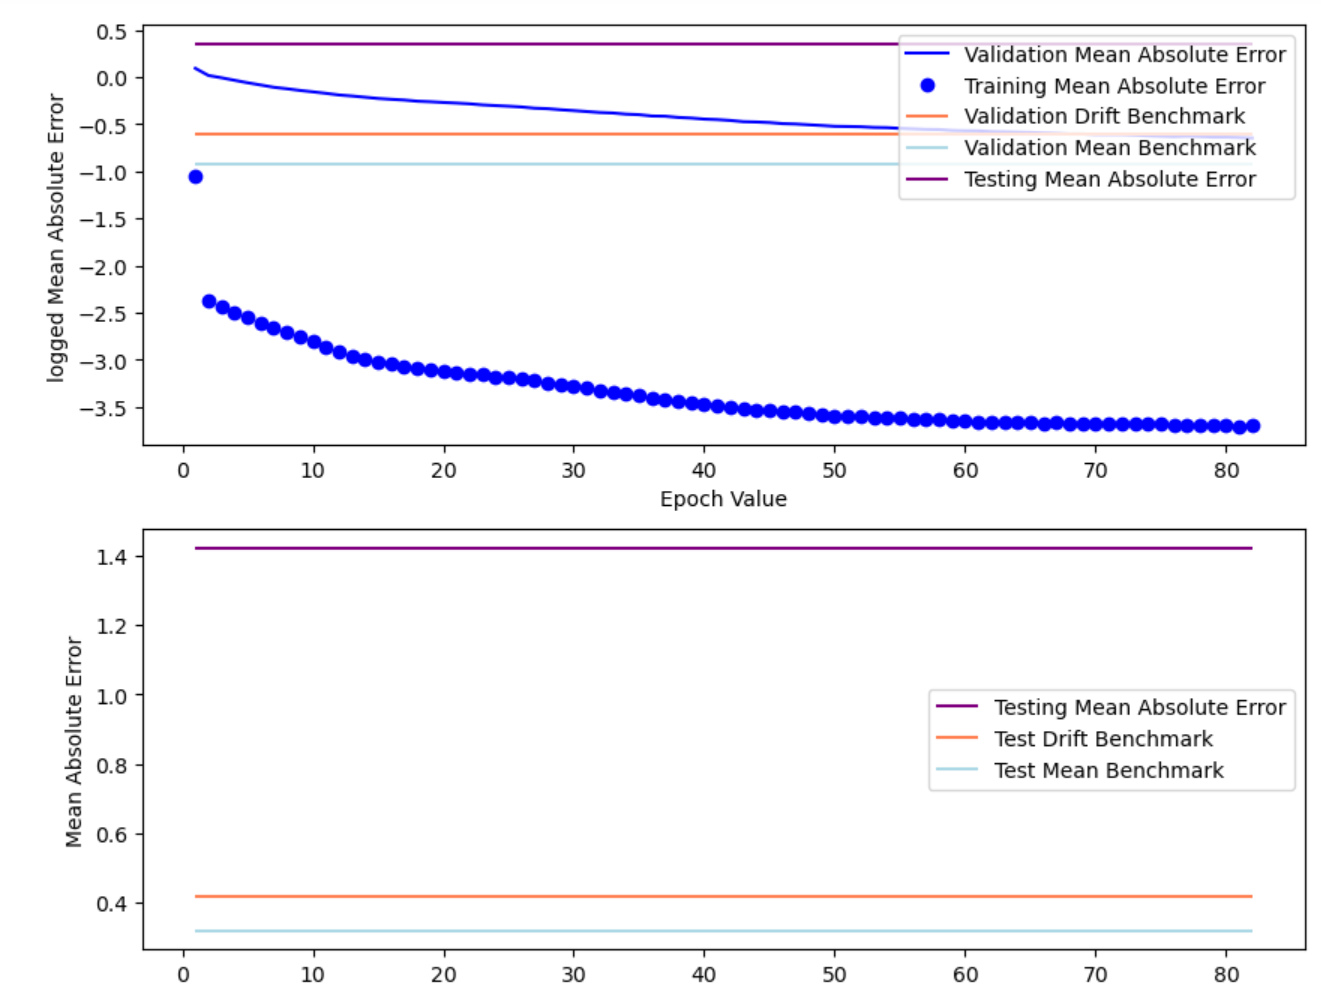 0.5
0.0
−0.5
−1.0
−1.5
−2.0
−2.5
−3.0
−3.5
logged Mean Absolute Error
Validation Mean Absolute Error
Training Mean Absolute Error
Validation Drift Benchmark
Validation Mean Benchmark
Testing Mean Absolute Error
0 10 20 30 40 50 60 70 80
Epoch Value
1.4
1.2
1.0
0.8
0.6
0.4
Mean Absolute Error
Testing Mean Absolute Error
Test Drift Benchmark
Test Mean Benchmark
0 10 20 30 40 50 60 70 80